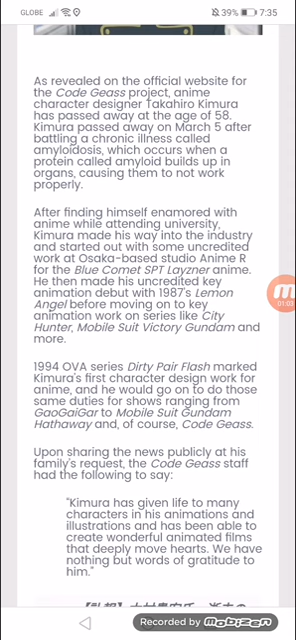 GLOBE 39% 7:35
As revealed on the official website for
the Code Geass project, anime
character designer Takahiro Kimura
has passed away at the age of 58.
Kimura passed away on March 5 after
battling a chronic illness called
amyloidosis, which occurs when a
protein called amyloid builds up in
organs, causing them to not work
properly.
After finding himself enamored with
anime while attending university,
Kimura made his way into the industry
and started out with some uncredited
work at Osaka-based studio Anime R
for the Blue Comet SPT Layzner anime.
He then made his uncredited key
animation debut with 1987's Lemon
Angel before moving on to key
animation work on series like City
Hunter, Mobile Suit Victory Gundam and
more.
1994 OVA series Dirty Pair Flash marked
Kimura's first character design work for
anime, and he would go on to do those
same duties for shows ranging from
GaoGaiGar to Mobile Suit Gundam
Hathaway and, of course, Code Geass.
Upon sharing the news publicly at his
family's request, the Code Geass staff
had the following to say:
"Kimura has given life to many
characters in his animations and
illustrations and has been able to
create wonderful animated films
that deeply move hearts. We have
nothing but words of gratitude to
him."
01:03
Recorded by Mobizen